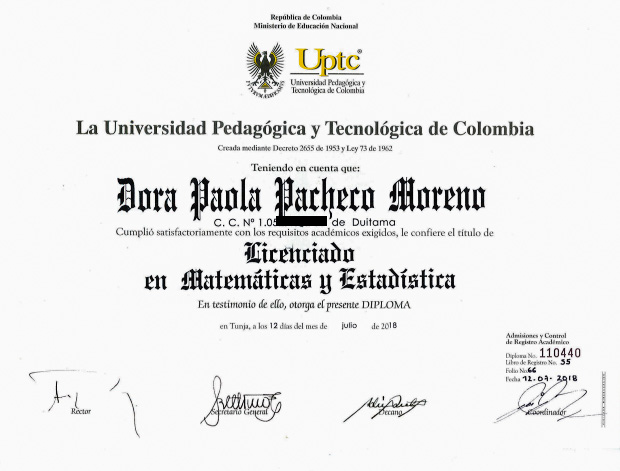 República de Colombia
Ministerio de Educación Nacional
Uptc®
Universidad Pedagógica y
Tecnológica de Colombia
La Universidad Pedagógica y Tecnológica de Colombia
Creada mediante Decreto 2655 de 1953 y Ley 73 de 1962
Teniendo en cuenta que:
Dora Paola Pacheco Moreno
C. C. Nº 1.05 de Duitama
Cumplió satisfactoriamente con los requisitos académicos exigidos, le confiere el título de
Licenciado
en Matemáticas y Estadística
En testimonio de ello, otorga el presente DIPLOMA
en Tunja, a los 12 días del mes de julio de 2018
Admisiones y Control
de Registro Académico
Diploma No. 110440
Libro de Registro No. 35
Folio No. 66
Fecha 12-07-2018
Rector
Secretario General
Decano
Coordinador